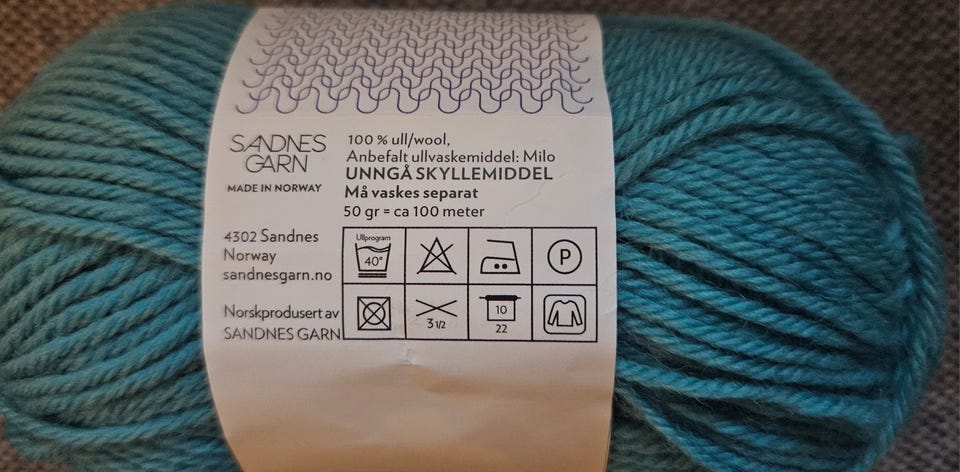 SANDNES
GARN
MADE IN NORWAY
100 % ull/wool,
Anbefalt ullvaskemiddel: Milo
UNNGÅ SKYLLEMIDDEL
Må vaskes separat
50 gr = ca 100 meter
4302 Sandnes
Norway
sandnesgarn.no
Norskprodusert av
SANDNES GARN
Ullprogram
40°
P
3 1/2
10
22